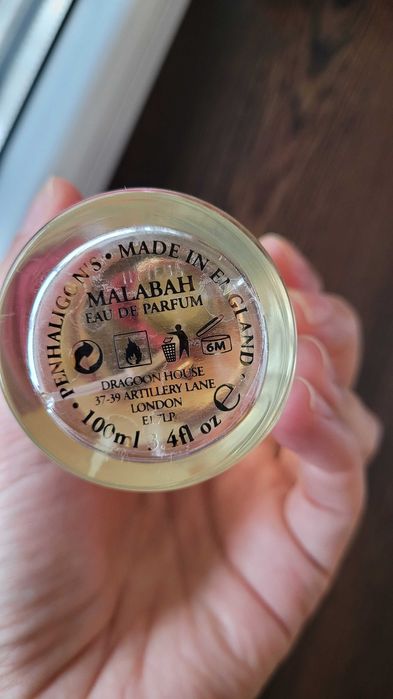 PENHALIGON'S • MADE IN ENGLAND •
MALABAH
EAU DE PARFUM
6M
DRAGOON HOUSE
37-39 ARTILLERY LANE
LONDON
E1 7LP
100ml 3.4fl oz e